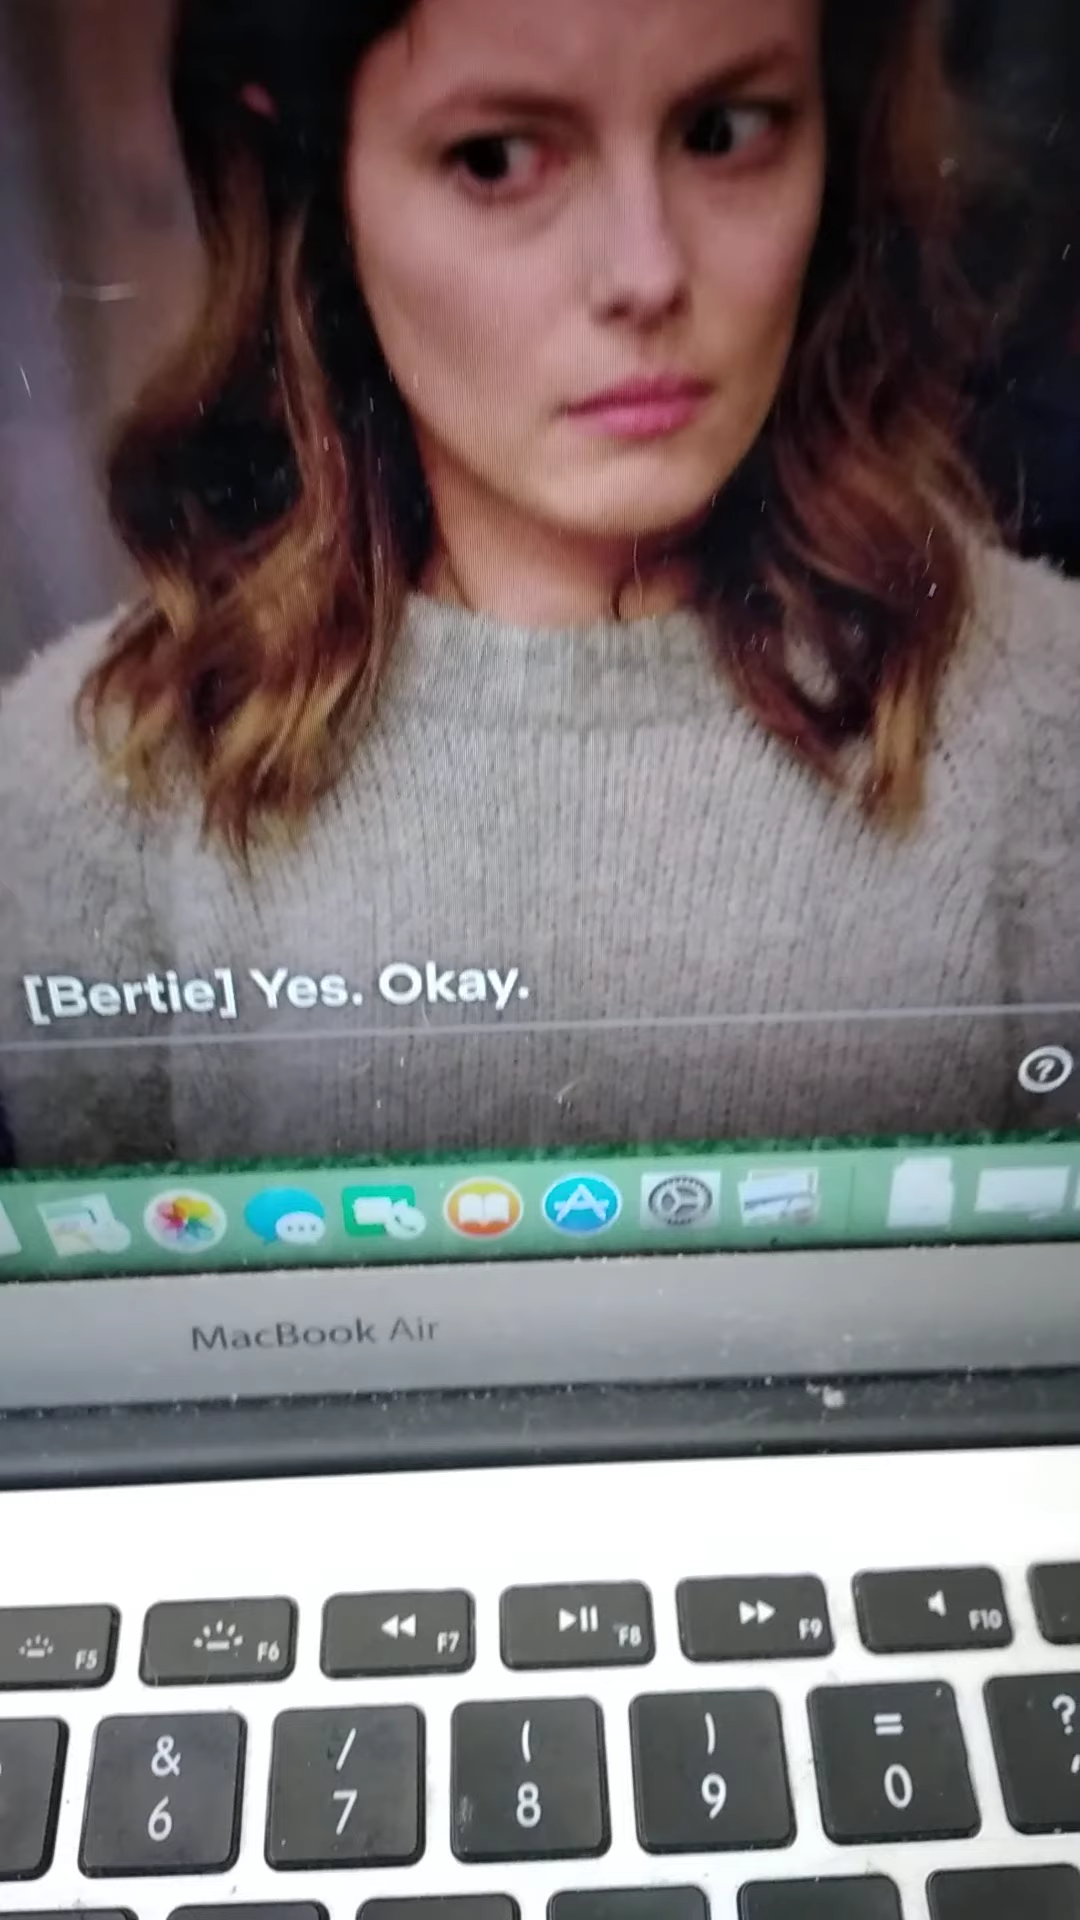 [Bertie] Yes. Okay.
?
MacBook Air
F5 F6 F7 F8 F9 F10
& / ( ) = ?
6 7 8 9 0